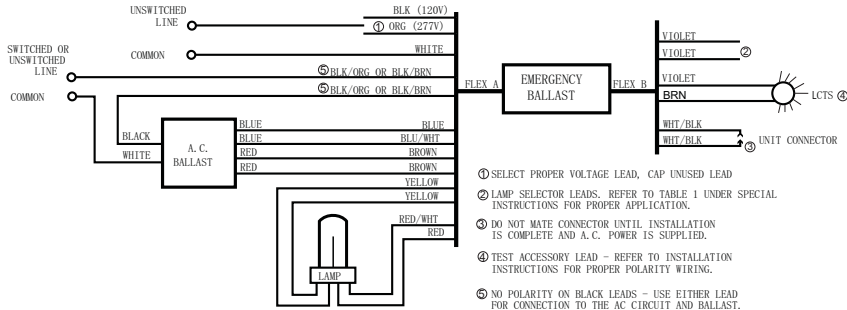 UNSWITCHED
LINE
BLK (120V)
① ORG (277V)
COMMON
WHITE
SWITCHED OR
UNSWITCHED
LINE
⑤BLK/ORG OR BLK/BRN
COMMON
⑤BLK/ORG OR BLK/BRN
BLACK
WHITE
A.C.
BALLAST
BLUE
BLUE
RED
RED
BLUE
BLU/WHT
BROWN
BROWN
YELLOW
YELLOW
RED/WHT
RED
LAMP
FLEX A
EMERGENCY
BALLAST
FLEX B
VIOLET
VIOLET
②
VIOLET
BRN
LCTS ④
WHT/BLK
WHT/BLK
③
UNIT CONNECTOR
① SELECT PROPER VOLTAGE LEAD, CAP UNUSED LEAD
② LAMP SELECTOR LEADS. REFER TO TABLE 1 UNDER SPECIAL
INSTRUCTIONS FOR PROPER APPLICATION.
③ DO NOT MATE CONNECTOR UNTIL INSTALLATION
IS COMPLETE AND A.C. POWER IS SUPPLIED.
④ TEST ACCESSORY LEAD - REFER TO INSTALLATION
INSTRUCTIONS FOR PROPER POLARITY WIRING.
⑤ NO POLARITY ON BLACK LEADS - USE EITHER LEAD
FOR CONNECTION TO THE AC CIRCUIT AND BALLAST.